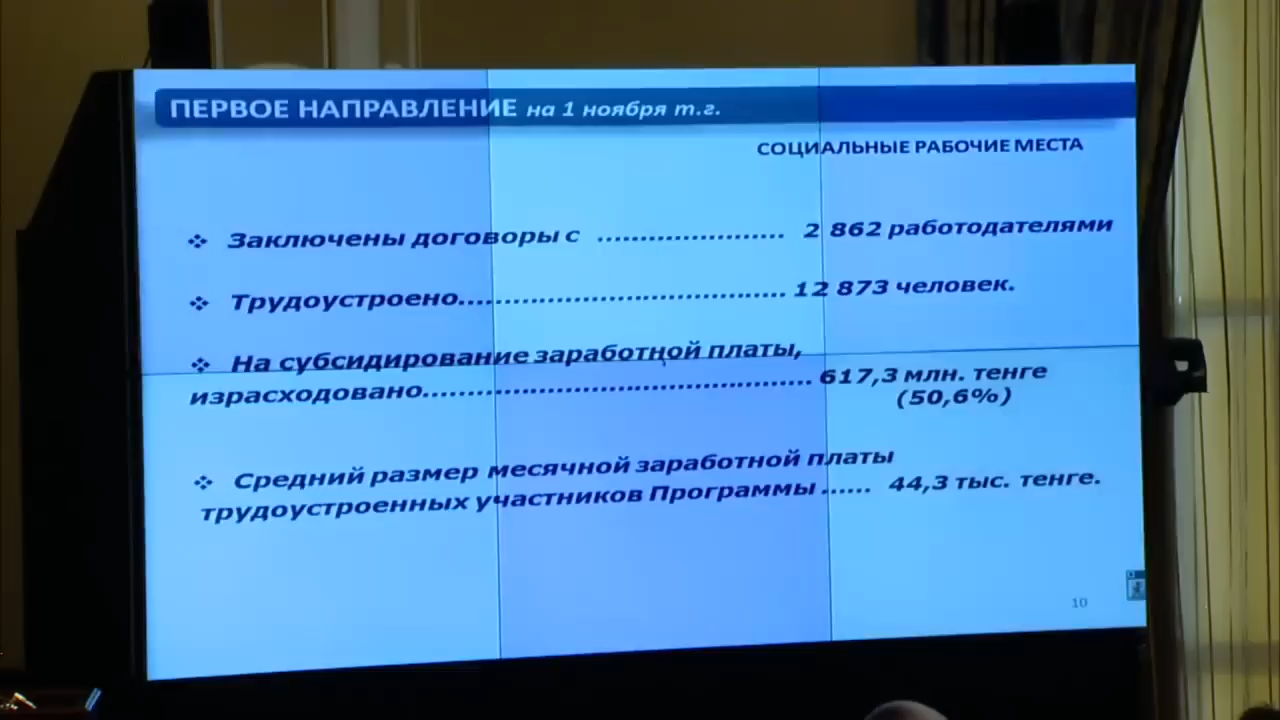 ПЕРВОЕ НАПРАВЛЕНИЕ на 1 ноября т.г.
СОЦИАЛЬНЫЕ РАБОЧИЕ МЕСТА
❖ Заключены договоры с ...................... 2 862 работодателями
❖ Трудоустроено...................................... 12 873 человек.
❖ На субсидирование заработной платы,
израсходовано............................................. 617,3 млн. тенге
(50,6%)
❖ Средний размер месячной заработной платы
трудоустроенных участников Программы...... 44,3 тыс. тенге.
10